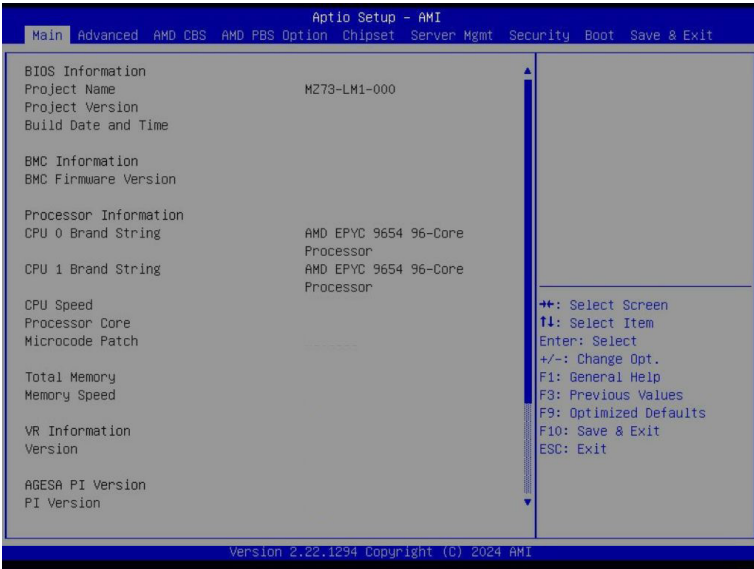 Aptio Setup – AMI
Main Advanced AMD CBS AMD PBS Option Chipset Server Mgmt Security Boot Save & Exit
BIOS Information
Project Name MZ73-LM1-000
Project Version
Build Date and Time
BMC Information
BMC Firmware Version
Processor Information
CPU 0 Brand String AMD EPYC 9654 96-Core
Processor
CPU 1 Brand String AMD EPYC 9654 96-Core
Processor
CPU Speed
Processor Core
Microcode Patch
Total Memory
Memory Speed
VR Information
Version
AGESA PI Version
PI Version
→←: Select Screen
↑↓: Select Item
Enter: Select
+/-: Change Opt.
F1: General Help
F3: Previous Values
F9: Optimized Defaults
F10: Save & Exit
ESC: Exit
Version 2.22.1294 Copyright (C) 2024 AMI